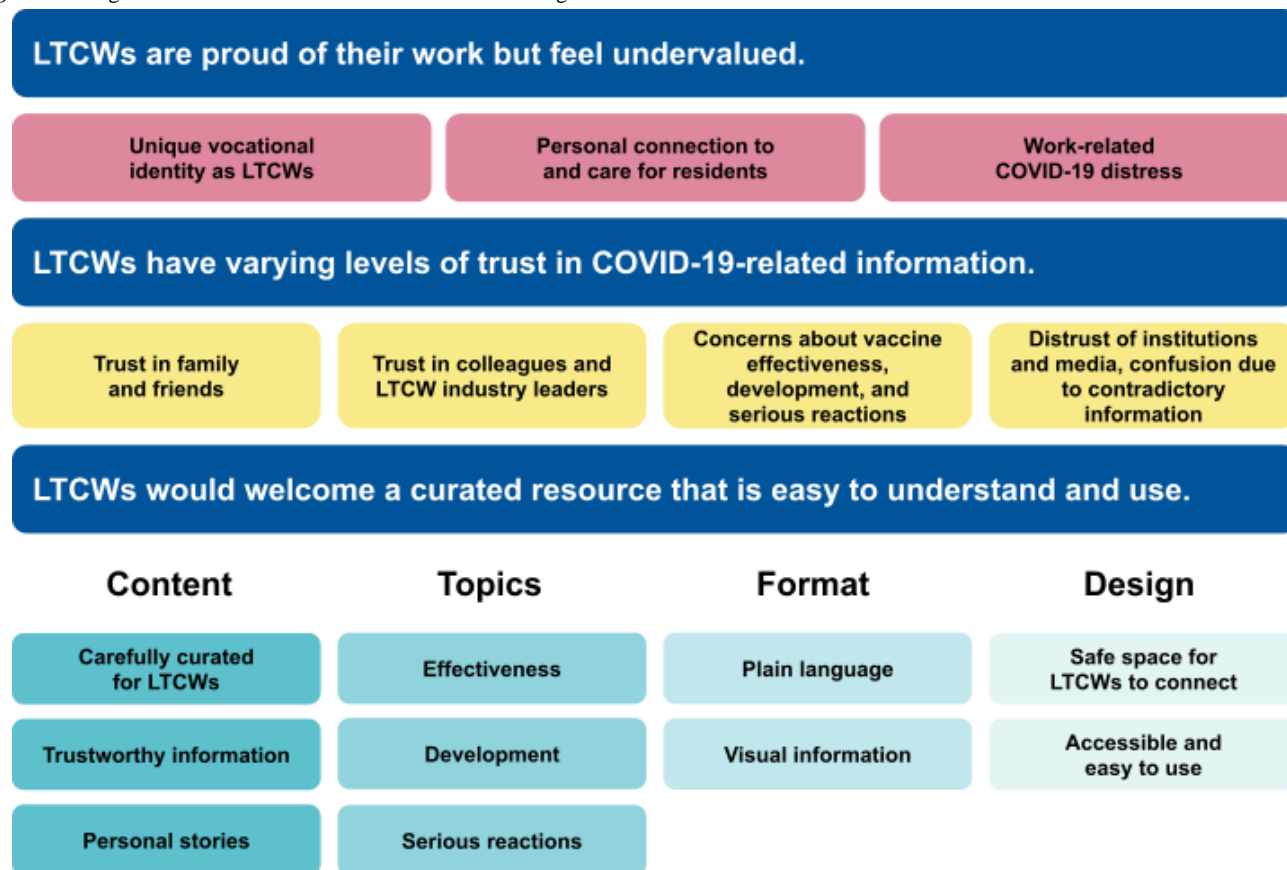 LTCWs are proud of their work but feel undervalued.
Unique vocational
identity as LTCWs
Personal connection to
and care for residents
Work-related
COVID-19 distress
LTCWs have varying levels of trust in COVID-19-related information.
Trust in family
and friends
Trust in colleagues and
LTCW industry leaders
Concerns about vaccine
effectiveness,
development, and
serious reactions
Distrust of institutions
and media, confusion due
to contradictory
information
LTCWs would welcome a curated resource that is easy to understand and use.
Content
Topics
Format
Design
Carefully curated
for LTCWs
Effectiveness
Plain language
Safe space for
LTCWs to connect
Trustworthy information
Development
Visual information
Accessible and
easy to use
Personal stories
Serious reactions